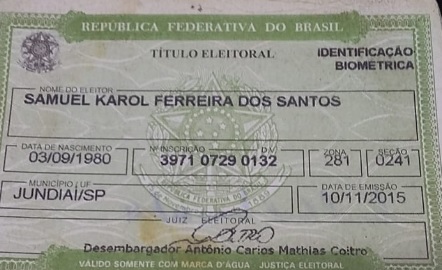 REPUBLICA FEDERATIVA DO BRASIL
TÍTULO ELEITORAL
IDENTIFICAÇÃO
BIOMÉTRICA
NOME DO ELEITOR
SAMUEL KAROL FERREIRA DOS SANTOS
DATA DE NASCIMENTO Nº INSCRIÇÃO D.V. ZONA SEÇÃO
03/09/1980 3971 0729 0132 281 0241
MUNICÍPIO / UF DATA DE EMISSÃO
JUNDIAÍ/SP 10/11/2015
JUIZ ELEITORAL
Desembargador Antônio Carlos Mathias Coltro
VÁLIDO SOMENTE COM MARCA D'ÁGUA - JUSTIÇA ELEITORAL